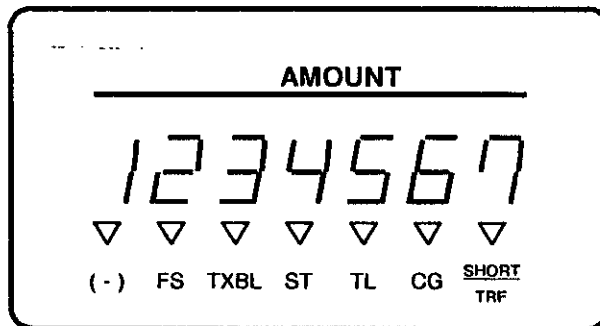 AMOUNT
1234567
▽ ▽ ▽ ▽ ▽ ▽ ▽
(-) FS TXBL ST TL CG SHORT
TRF